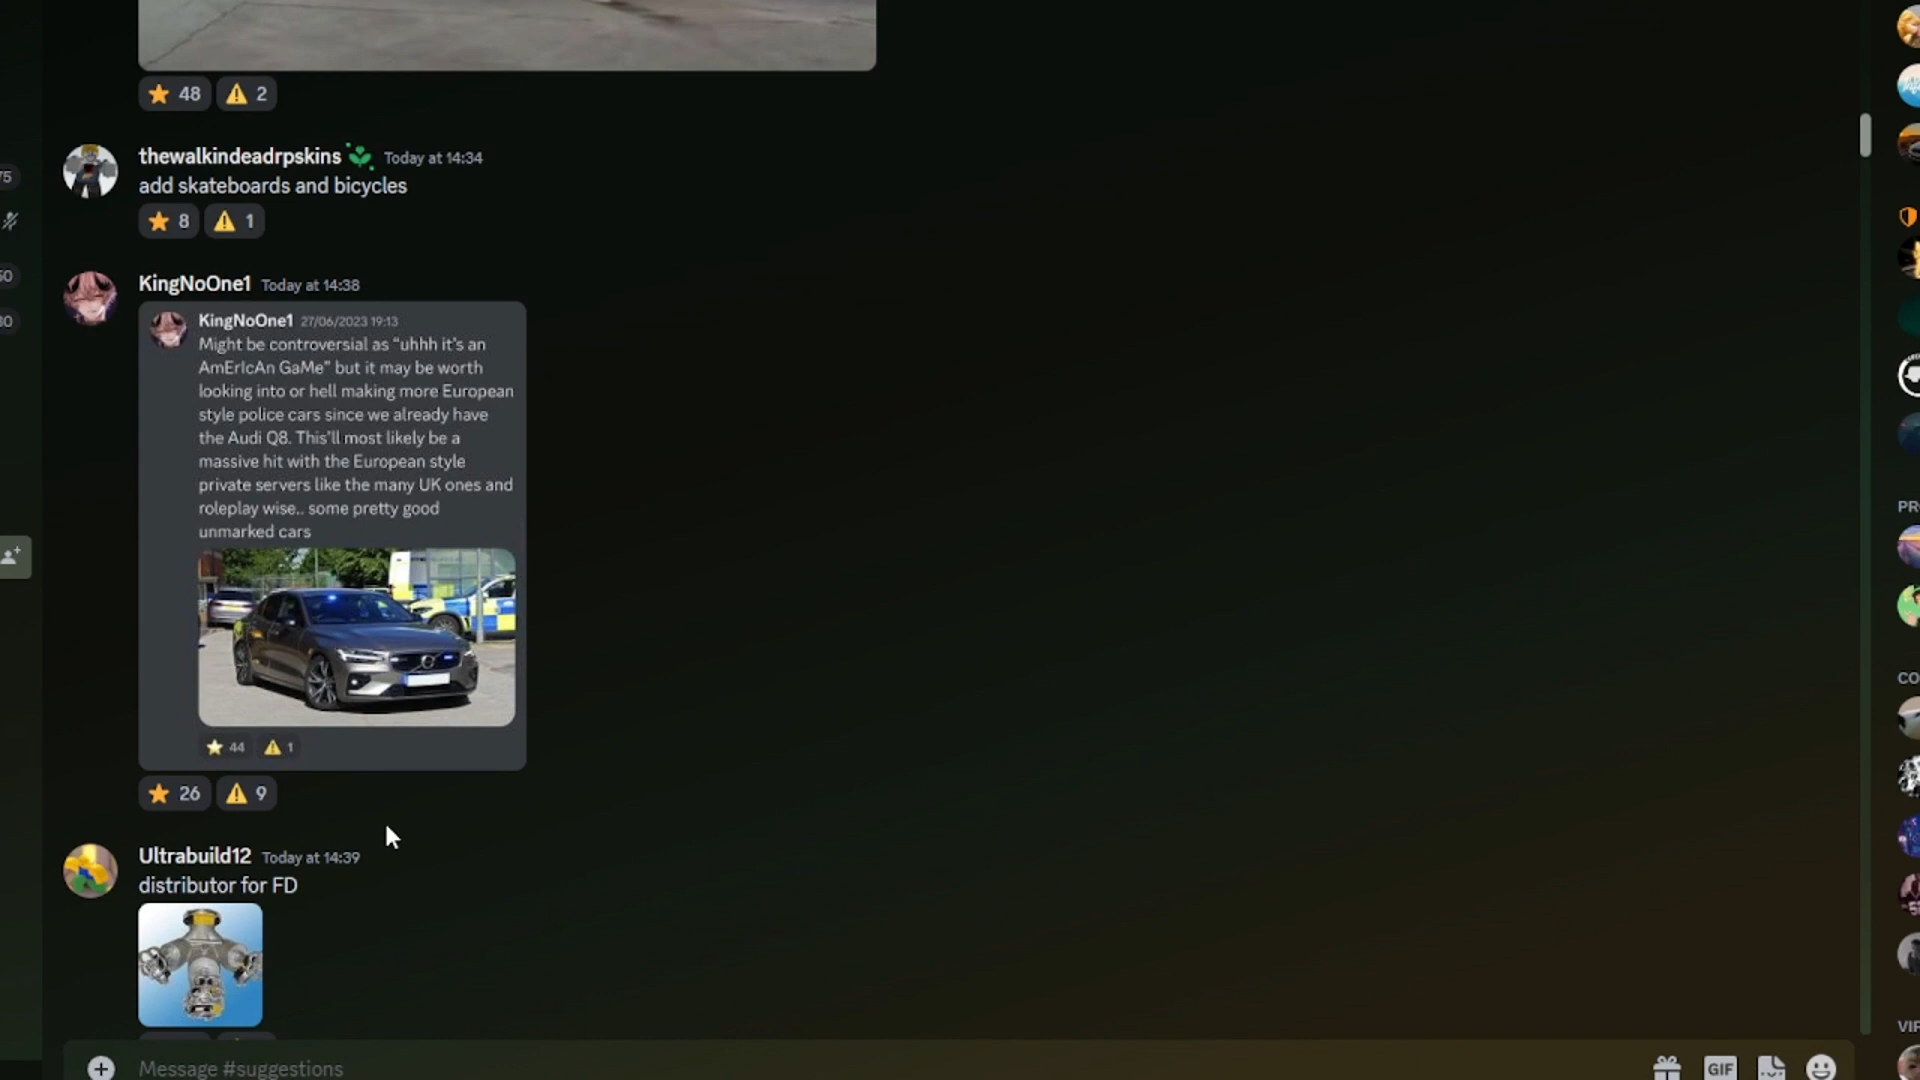 48 2
thewalkindeadrpskins Today at 14:34
add skateboards and bicycles
8 1
KingNoOne1 Today at 14:38
KingNoOne1 27/06/2023 19:13
Might be controversial as “uhhh it’s an
AmErIcAn GaMe” but it may be worth
looking into or hell making more European
style police cars since we already have
the Audi Q8. This’ll most likely be a
massive hit with the European style
private servers like the many UK ones and
roleplay wise.. some pretty good
unmarked cars
44 1
26 9
Ultrabuild12 Today at 14:39
distributor for FD
Message #suggestions
GIF